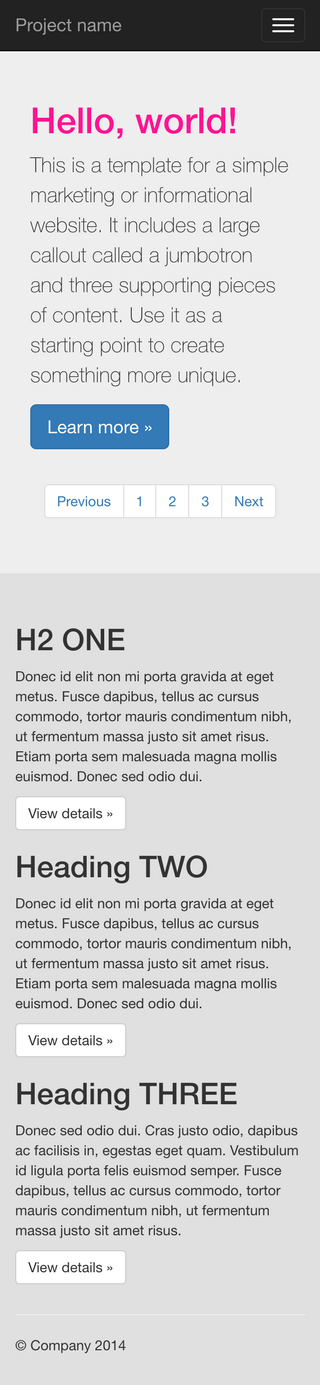 Project name
Hello, world!
This is a template for a simple
marketing or informational
website. It includes a large
callout called a jumbotron
and three supporting pieces
of content. Use it as a
starting point to create
something more unique.
Learn more »
Previous 1 2 3 Next
H2 ONE
Donec id elit non mi porta gravida at eget
metus. Fusce dapibus, tellus ac cursus
commodo, tortor mauris condimentum nibh,
ut fermentum massa justo sit amet risus.
Etiam porta sem malesuada magna mollis
euismod. Donec sed odio dui.
View details »
Heading TWO
Donec id elit non mi porta gravida at eget
metus. Fusce dapibus, tellus ac cursus
commodo, tortor mauris condimentum nibh,
ut fermentum massa justo sit amet risus.
Etiam porta sem malesuada magna mollis
euismod. Donec sed odio dui.
View details »
Heading THREE
Donec sed odio dui. Cras justo odio, dapibus
ac facilisis in, egestas eget quam. Vestibulum
id ligula porta felis euismod semper. Fusce
dapibus, tellus ac cursus commodo, tortor
mauris condimentum nibh, ut fermentum
massa justo sit amet risus.
View details »
© Company 2014